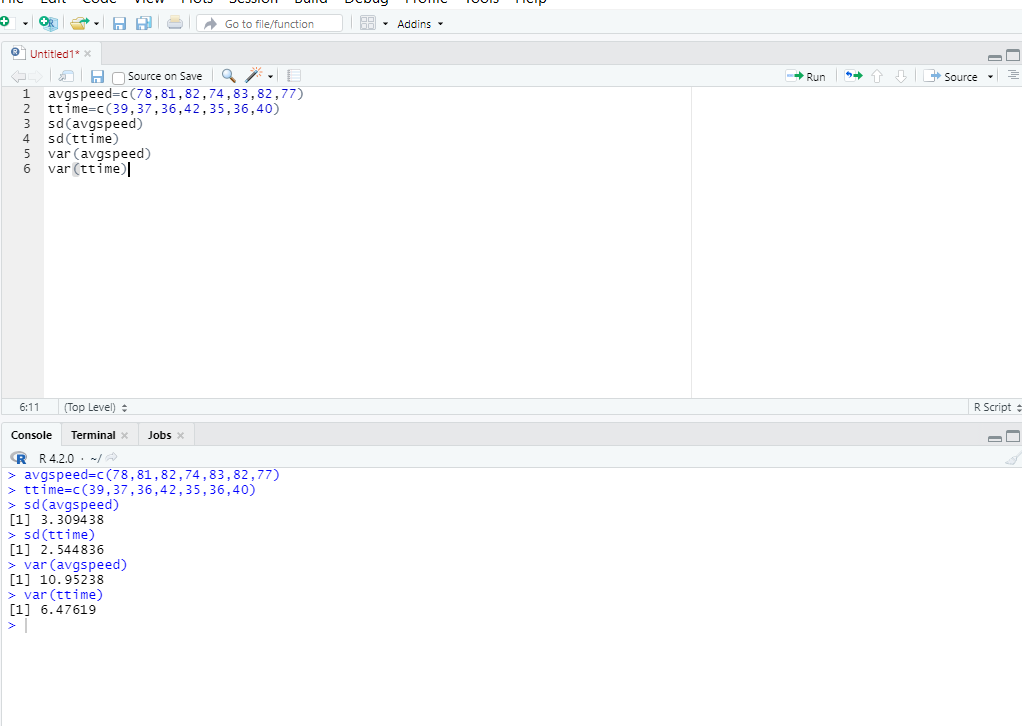 File Edit Code View Plots Session Build Debug Profile Tools Help
Go to file/function Addins
Untitled1*
Source on Save Run Source
1 avgspeed=c(78,81,82,74,83,82,77)
2 ttime=c(39,37,36,42,35,36,40)
3 sd(avgspeed)
4 sd(ttime)
5 var(avgspeed)
6 var(ttime)
6:11 (Top Level) R Script
Console Terminal Jobs
R R 4.2.0 · ~/
> avgspeed=c(78,81,82,74,83,82,77)
> ttime=c(39,37,36,42,35,36,40)
> sd(avgspeed)
[1] 3.309438
> sd(ttime)
[1] 2.544836
> var(avgspeed)
[1] 10.95238
> var(ttime)
[1] 6.47619
>